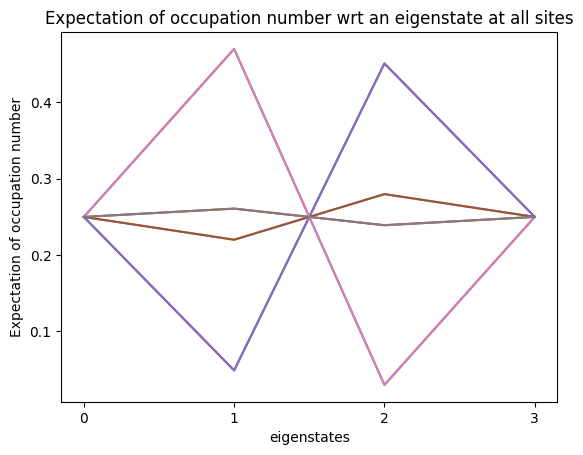 Expectation of occupation number wrt an eigenstate at all sites
Expectation of occupation number
0.4
0.3
0.2
0.1
0 1 2 3
eigenstates